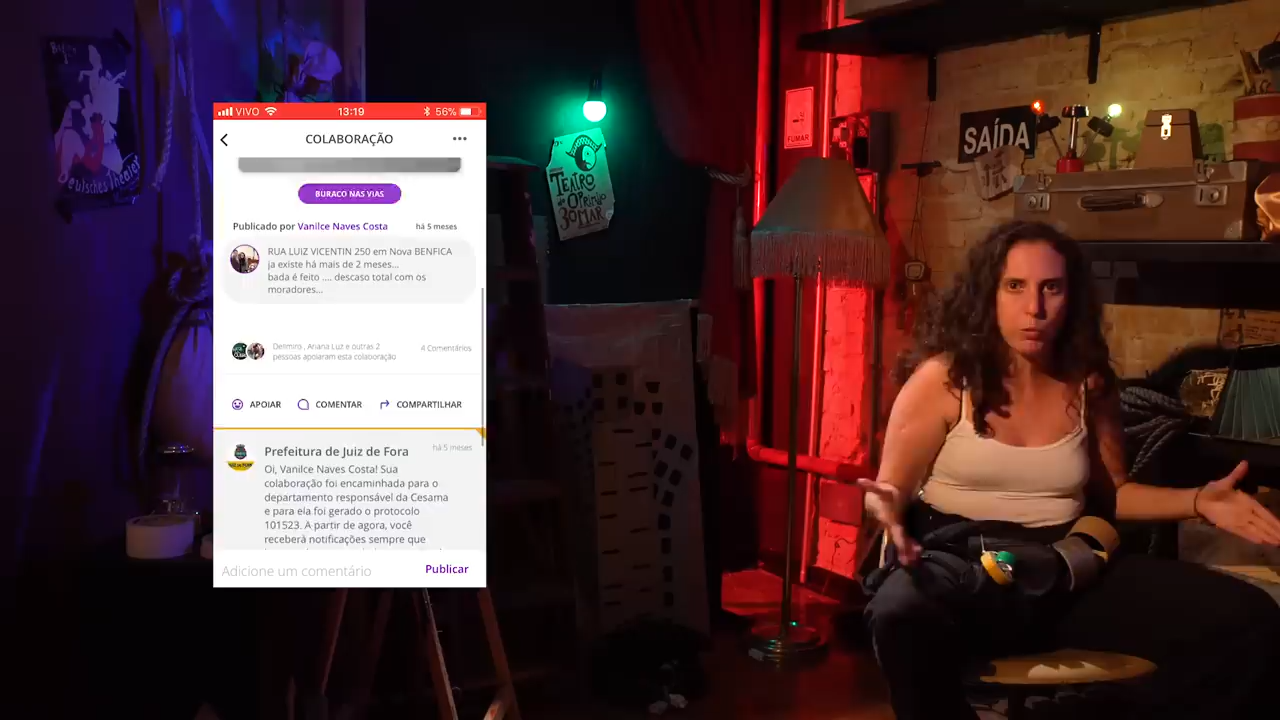 VIVO 13:19 56%
COLABORAÇÃO
BURACO NAS VIAS
Publicado por Vanilce Naves Costa há 5 meses
RUA LUIZ VICENTIN 250 em Nova BENFICA
ja existe há mais de 2 meses...
bada é feito .... descaso total com os
moradores...
Delmiro , Ariana Luz e outras 2
pessoas apoiaram esta colaboração
4 Comentários
APOIAR COMENTAR COMPARTILHAR
Prefeitura de Juiz de Fora há 5 meses
Oi, Vanilce Naves Costa! Sua
colaboração foi encaminhada para o
departamento responsável da Cesama
e para ela foi gerado o protocolo
101523. A partir de agora, você
receberá notificações sempre que
Adicione um comentário Publicar
TEATRO
do OPRIMIDO
30 MAR
FUMAR
SAÍDA
Deutsches Theater